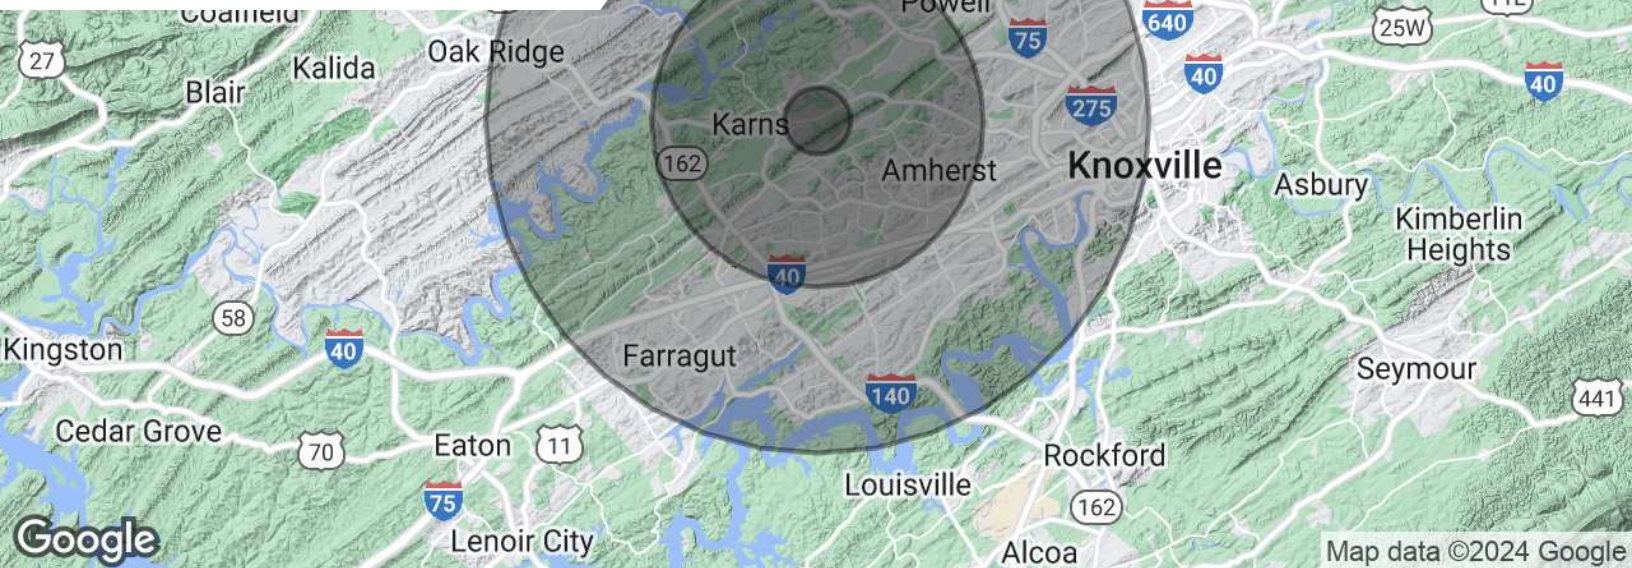 Coalfield
Powell
11E
640
25W
75
27
Oak Ridge
Kalida
40
40
Blair
275
Karns
162
Amherst
Knoxville
Asbury
Kimberlin
Heights
40
58
Kingston
40
Farragut
Seymour
140
441
Cedar Grove
70
Eaton
11
Rockford
Louisville
75
162
Google
Lenoir City
Alcoa
Map data ©2024 Google